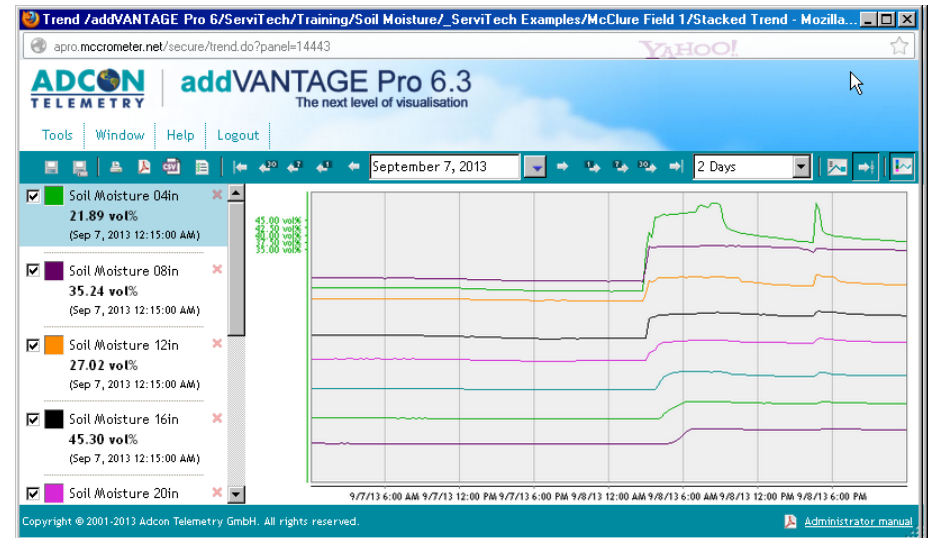 Trend /addVANTAGE Pro 6/ServiTech/Training/Soil Moisture/_ServiTech Examples/McClure Field 1/Stacked Trend - Mozilla...
apro.mccrometer.net/secure/trend.do?panel=14443
YAHOO!
ADCON
TELEMETRY
addVANTAGE Pro 6.3
The next level of visualisation
Tools Window Help Logout
30 7 1 September 7, 2013 1 7 30 2 Days
Soil Moisture 04in
21.89 vol%
(Sep 7, 2013 12:15:00 AM)
Soil Moisture 08in
35.24 vol%
(Sep 7, 2013 12:15:00 AM)
Soil Moisture 12in
27.02 vol%
(Sep 7, 2013 12:15:00 AM)
Soil Moisture 16in
45.30 vol%
(Sep 7, 2013 12:15:00 AM)
Soil Moisture 20in
45.00 vol%
42.50 vol%
40.00 vol%
37.50 vol%
35.00 vol%
9/7/13 6:00 AM 9/7/13 12:00 PM 9/7/13 6:00 PM 9/8/13 12:00 AM 9/8/13 6:00 AM 9/8/13 12:00 PM 9/8/13 6:00 PM
Copyright © 2001-2013 Adcon Telemetry GmbH. All rights reserved.
Administrator manual